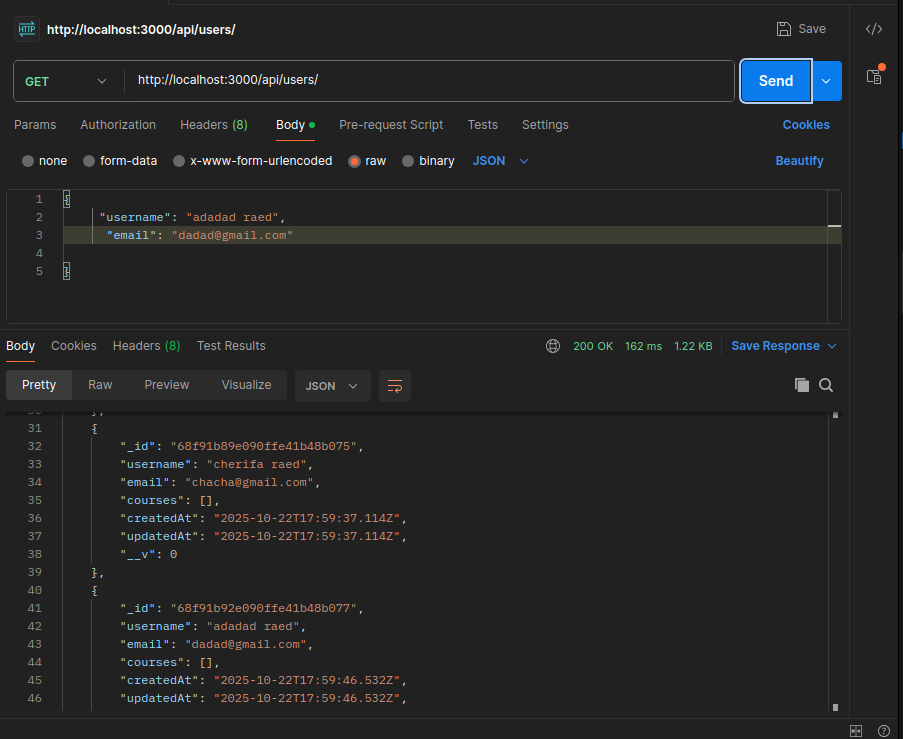 HTTP http://localhost:3000/api/users/ Save
GET http://localhost:3000/api/users/ Send
Params Authorization Headers (8) Body Pre-request Script Tests Settings Cookies
none form-data x-www-form-urlencoded raw binary JSON Beautify
1 {
2 "username": "adadad raed",
3 "email": "dadad@gmail.com"
4
5 }
Body Cookies Headers (8) Test Results 200 OK 162 ms 1.22 KB Save Response
Pretty Raw Preview Visualize JSON
30 },
31 {
32 "_id": "68f91b89e090ffe41b48b075",
33 "username": "cherifa raed",
34 "email": "chacha@gmail.com",
35 "courses": [],
36 "createdAt": "2025-10-22T17:59:37.114Z",
37 "updatedAt": "2025-10-22T17:59:37.114Z",
38 "__v": 0
39 },
40 {
41 "_id": "68f91b92e090ffe41b48b077",
42 "username": "adadad raed",
43 "email": "dadad@gmail.com",
44 "courses": [],
45 "createdAt": "2025-10-22T17:59:46.532Z",
46 "updatedAt": "2025-10-22T17:59:46.532Z",